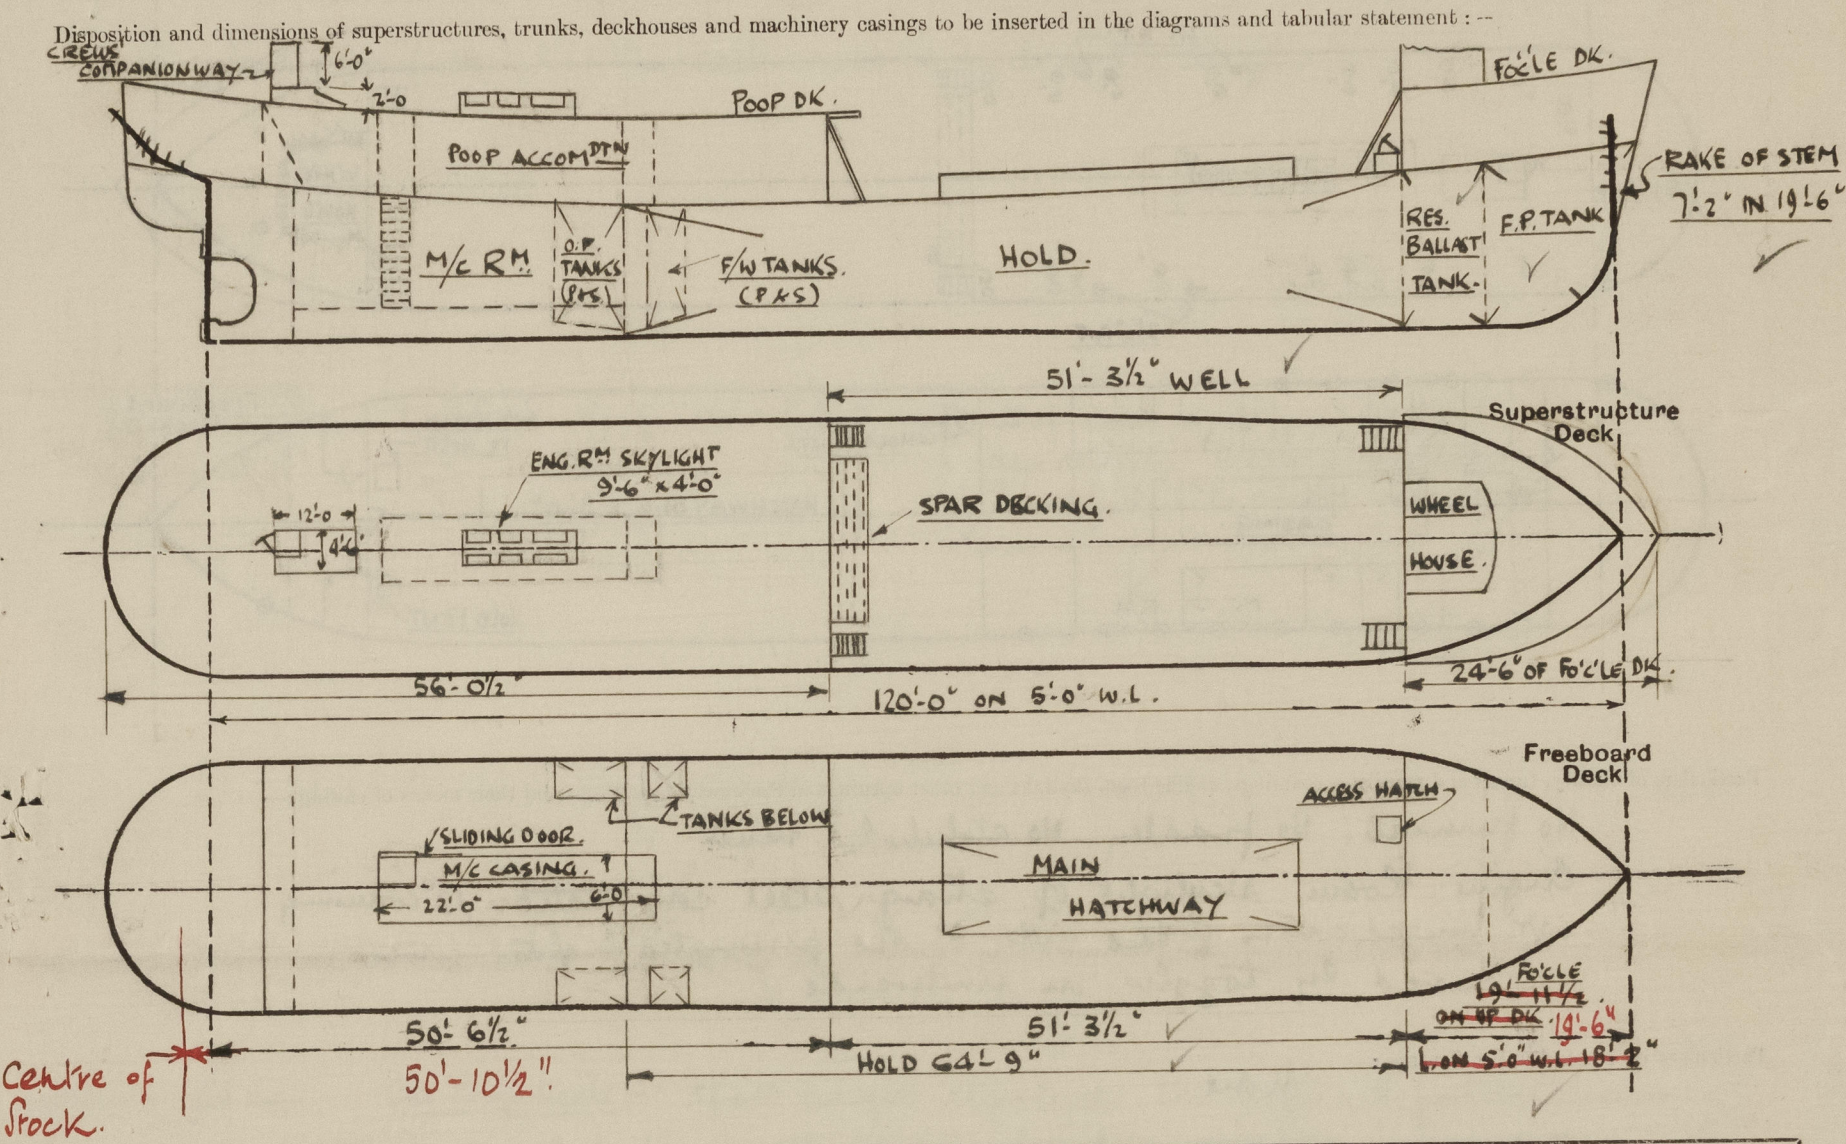 Disposition and dimensions of superstructures, trunks, deckhouses and machinery casings to be inserted in the diagrams and tabular statement : --
CREWS'
COMPANIONWAY
6'-0"
2'-0
POOP DK.
FO'C'LE DK.
POOP ACCOMDTN
RAKE OF STEM
7'-2" IN 19'-6"
M/C RM.
O.F.
TANKS
(P&S)
F/W TANKS.
(P&S)
HOLD.
RES.
BALLAST
TANK.
F.P. TANK
51'-3½" WELL
Superstructure
Deck
ENG. RM SKYLIGHT
9'-6" x 4'-0"
12'-0
4'-6"
SPAR DECKING.
WHEEL
HOUSE.
56'-0½"
24'-6" OF FO'C'LE DK.
120'-0" ON 5'-0" W.L.
Freeboard
Deck
ACCESS HATCH
TANKS BELOW
SLIDING DOOR.
M/C CASING.
22'-0"
6'-0
MAIN
HATCHWAY
FO'CLE
19'-11½
ON UP DK 19'-6"
50'-6½"
51'-3½"
HOLD 64'-9"
L. ON 5'0" W.L. 18'-2"
50'-10½".
Centre of
Stock.